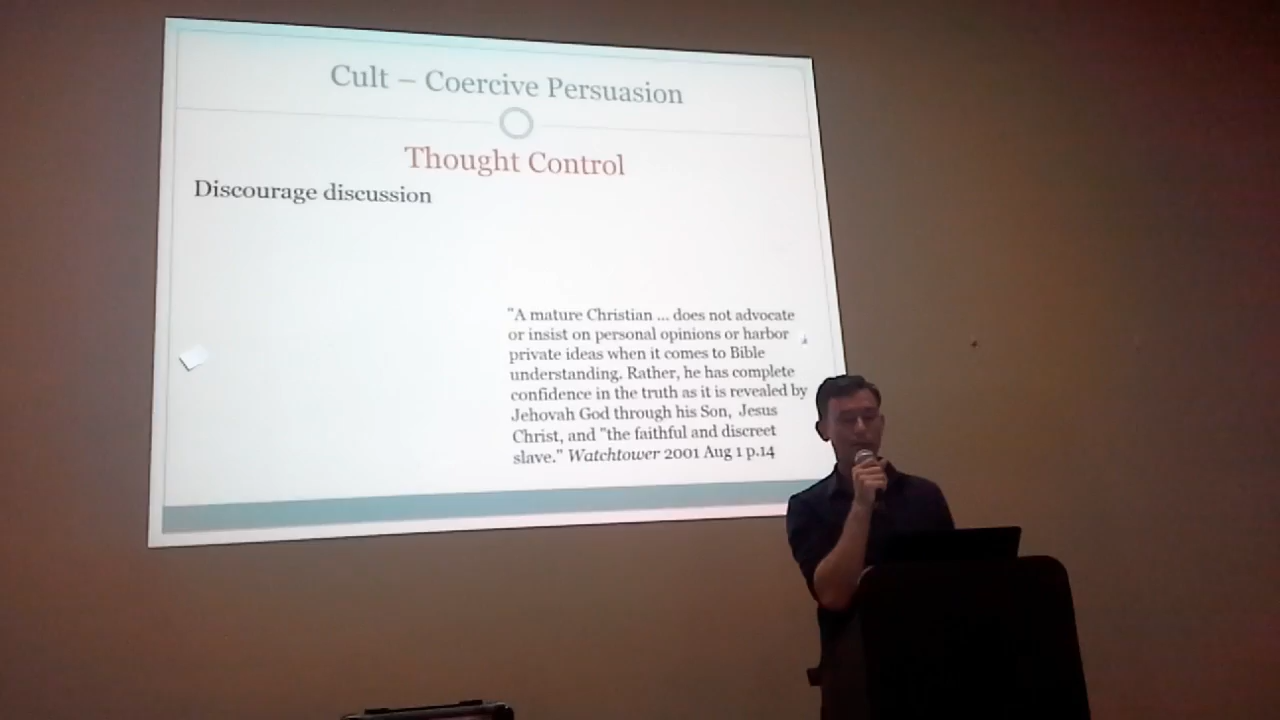 Cult – Coercive Persuasion
Thought Control
Discourage discussion
"A mature Christian ... does not advocate
or insist on personal opinions or harbor
private ideas when it comes to Bible
understanding. Rather, he has complete
confidence in the truth as it is revealed by
Jehovah God through his Son, Jesus
Christ, and "the faithful and discreet
slave." Watchtower 2001 Aug 1 p.14